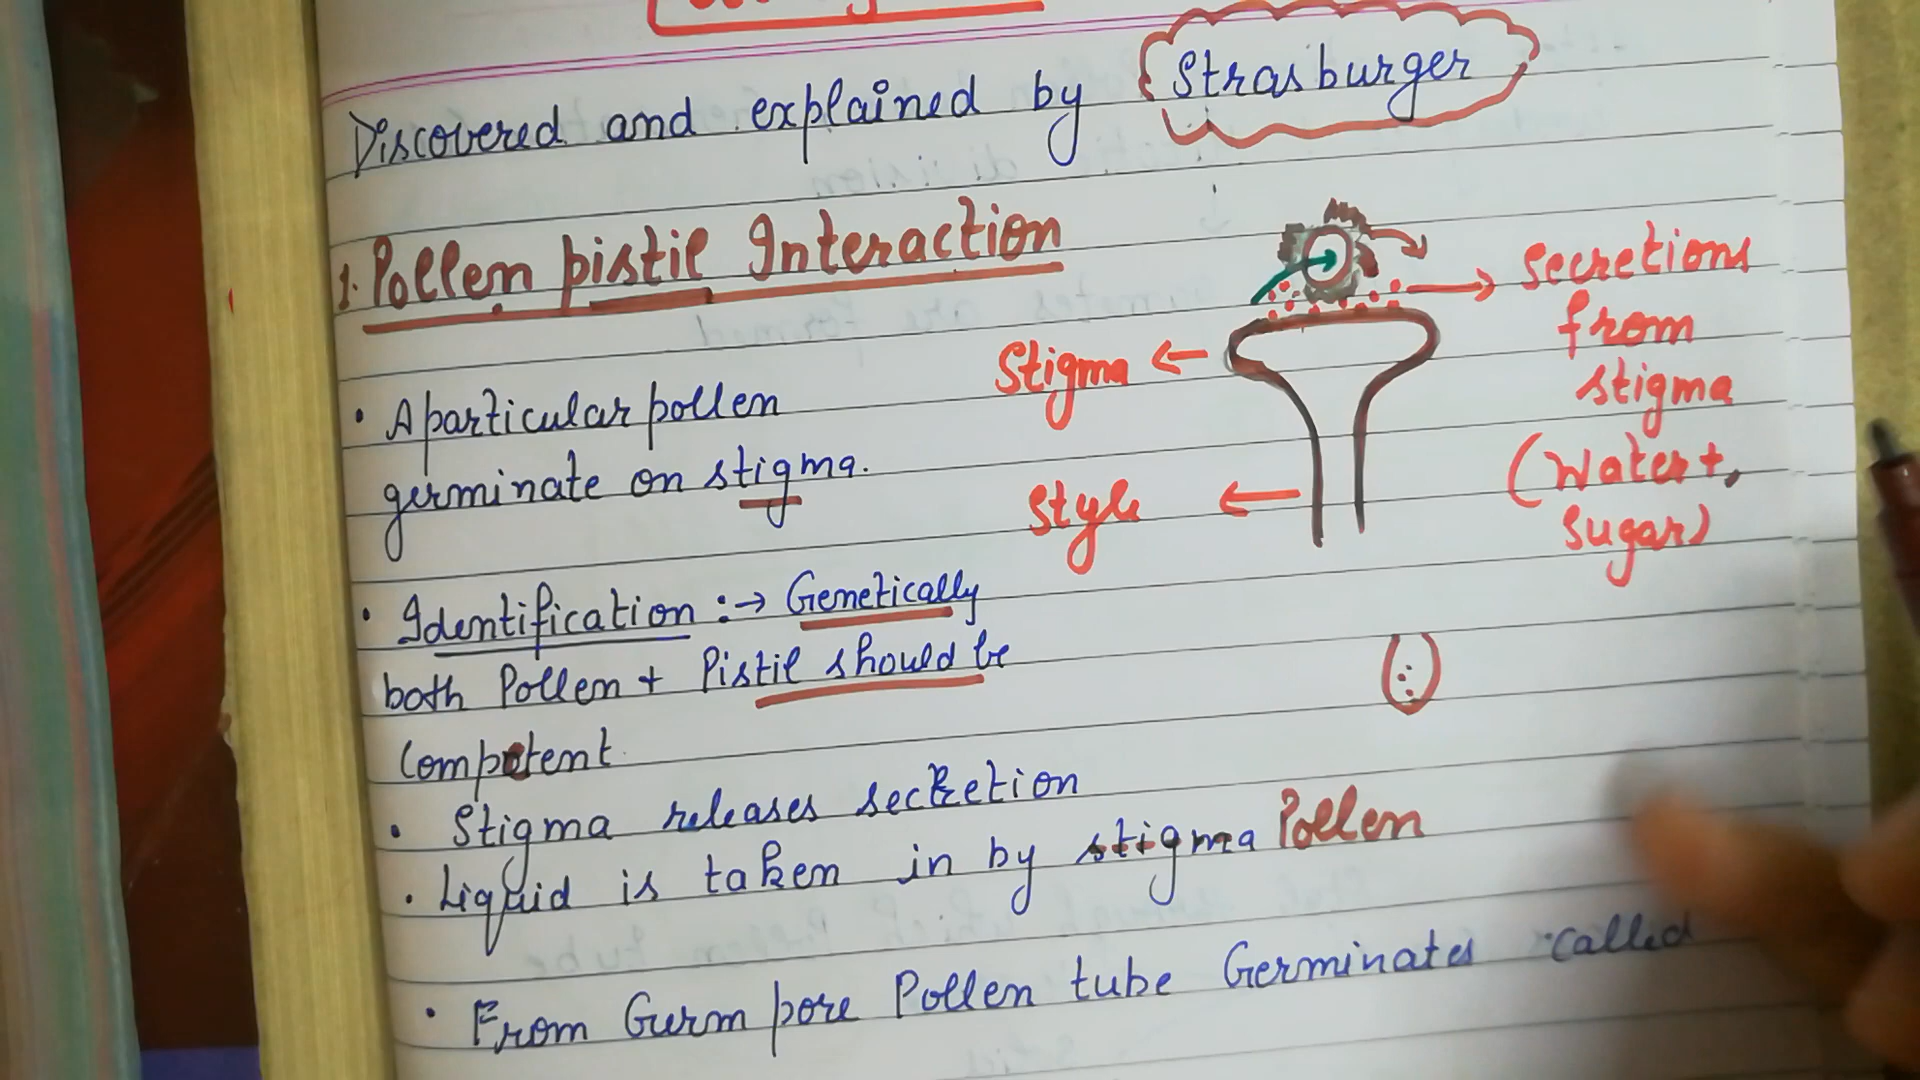 Discovered and explained by Strasburger
1. Pollen pistil Interaction
• A particular pollen
germinate on stigma.
• Identification :→ Genetically
both Pollen + Pistil should be
Competent.
• Stigma releases secretion
• Liquid is taken in by stigma Pollen
• From Germ pore Pollen tube Germinates called
Stigma ←
Style ←
→ Secretions
from
stigma
(Water +,
Sugar)